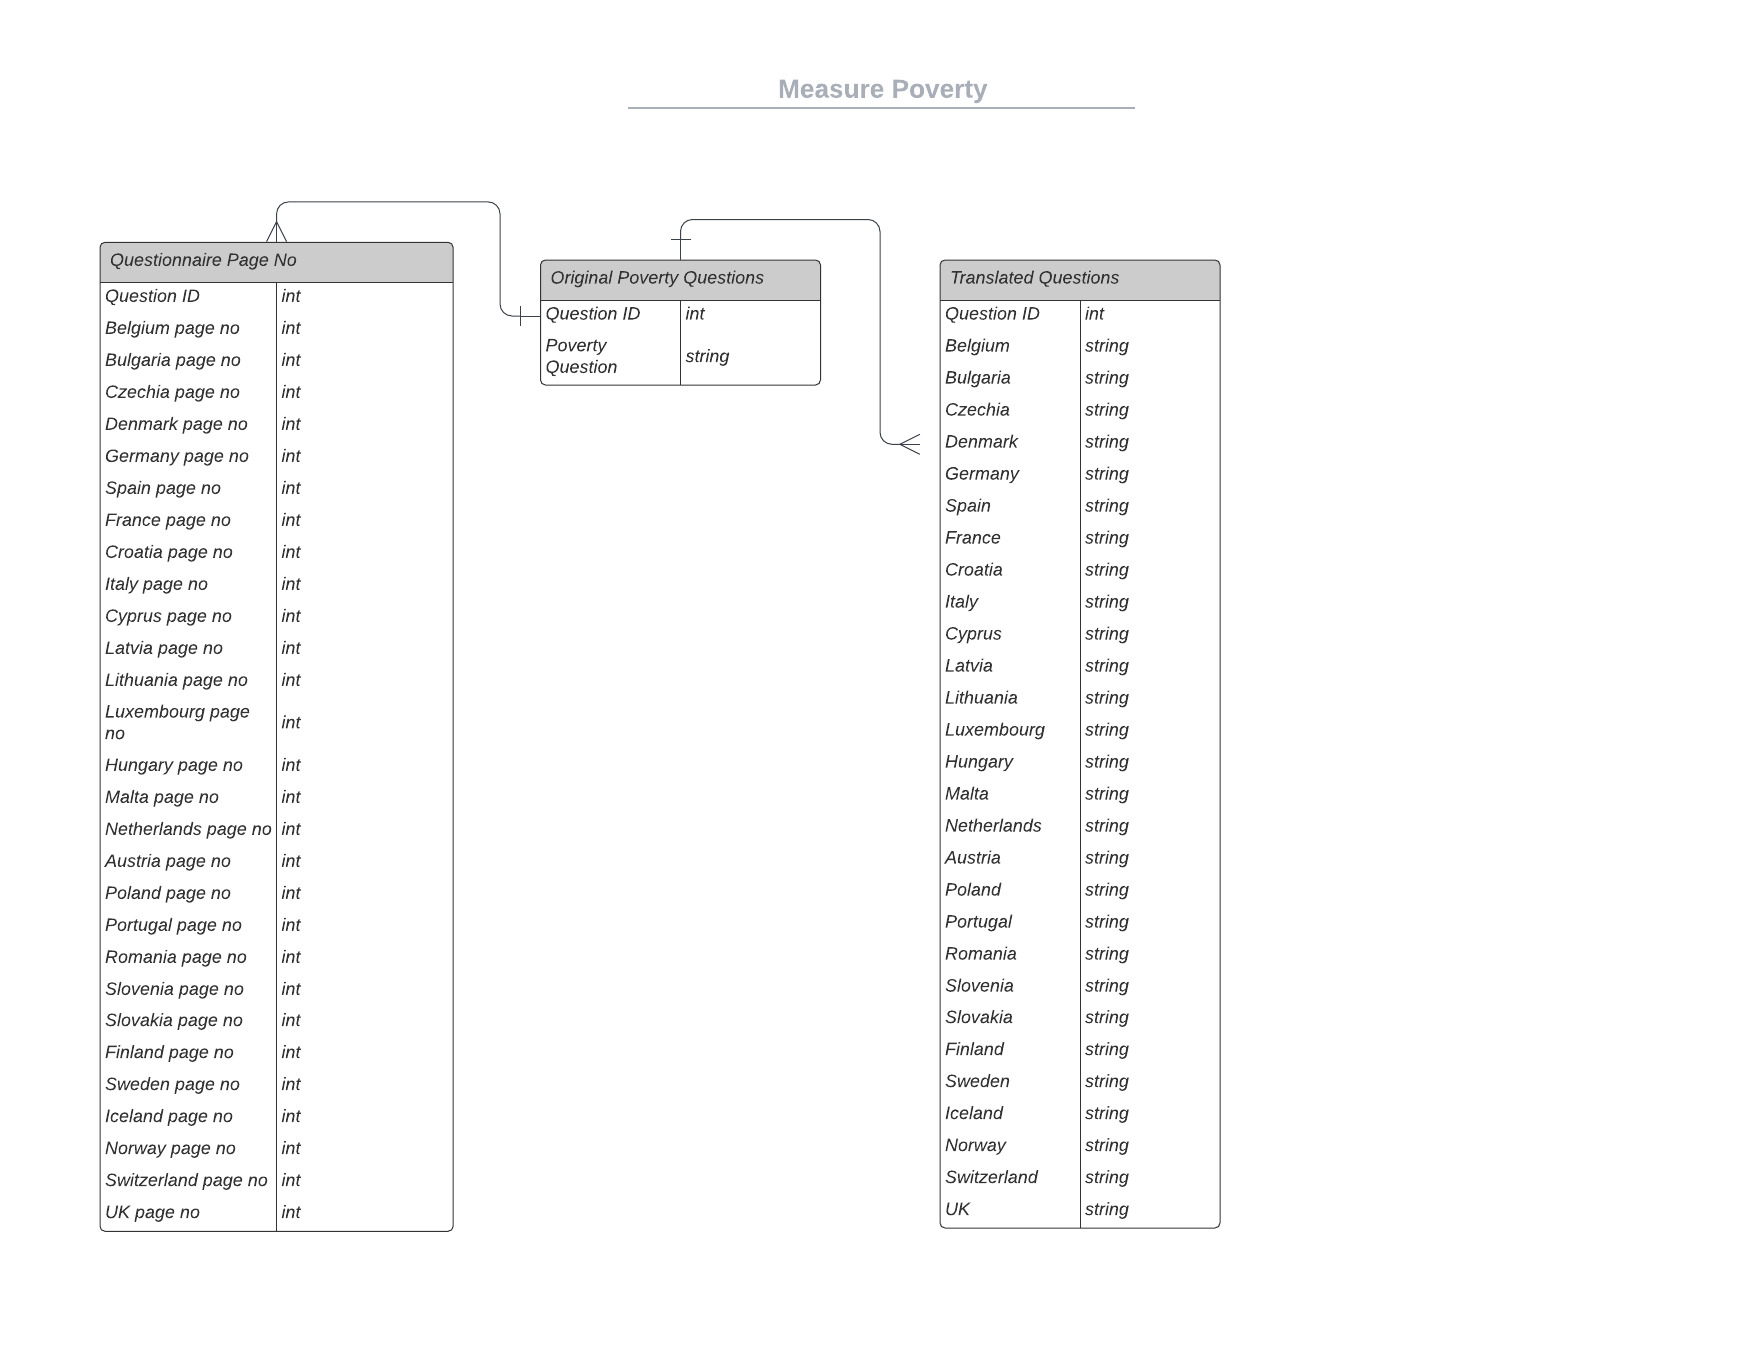 Measure Poverty
Questionnaire Page No
Question ID int
Belgium page no int
Bulgaria page no int
Czechia page no int
Denmark page no int
Germany page no int
Spain page no int
France page no int
Croatia page no int
Italy page no int
Cyprus page no int
Latvia page no int
Lithuania page no int
Luxembourg page
no int
Hungary page no int
Malta page no int
Netherlands page no int
Austria page no int
Poland page no int
Portugal page no int
Romania page no int
Slovenia page no int
Slovakia page no int
Finland page no int
Sweden page no int
Iceland page no int
Norway page no int
Switzerland page no int
UK page no int
Original Poverty Questions
Question ID int
Poverty
Question string
Translated Questions
Question ID int
Belgium string
Bulgaria string
Czechia string
Denmark string
Germany string
Spain string
France string
Croatia string
Italy string
Cyprus string
Latvia string
Lithuania string
Luxembourg string
Hungary string
Malta string
Netherlands string
Austria string
Poland string
Portugal string
Romania string
Slovenia string
Slovakia string
Finland string
Sweden string
Iceland string
Norway string
Switzerland string
UK string